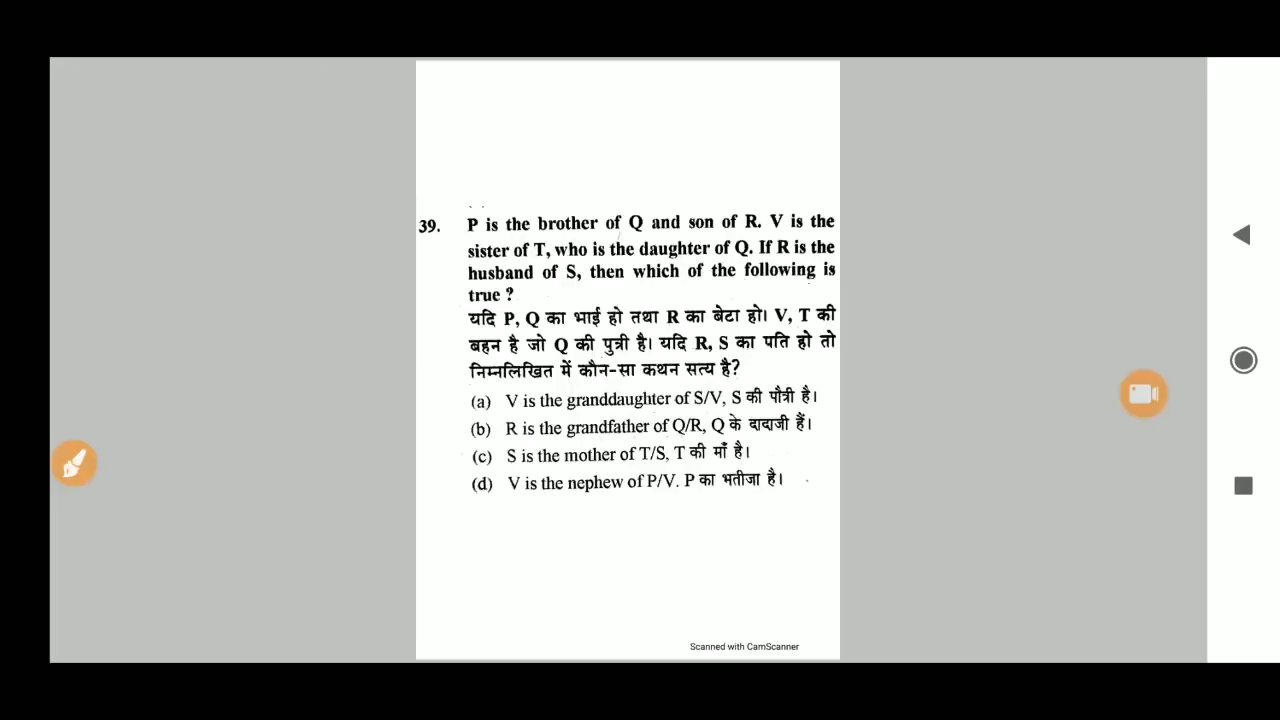 39. P is the brother of Q and son of R. V is the
sister of T, who is the daughter of Q. If R is the
husband of S, then which of the following is
true ?
यदि P, Q का भाई हो तथा R का बेटा हो। V, T की
बहन है जो Q की पुत्री है। यदि R, S का पति हो तो
निम्नलिखित में कौन-सा कथन सत्य है?
(a) V is the granddaughter of S/V, S की पौत्री है।
(b) R is the grandfather of Q/R, Q के दादाजी हैं।
(c) S is the mother of T/S, T की माँ है।
(d) V is the nephew of P/V. P का भतीजा है।
Scanned with CamScanner